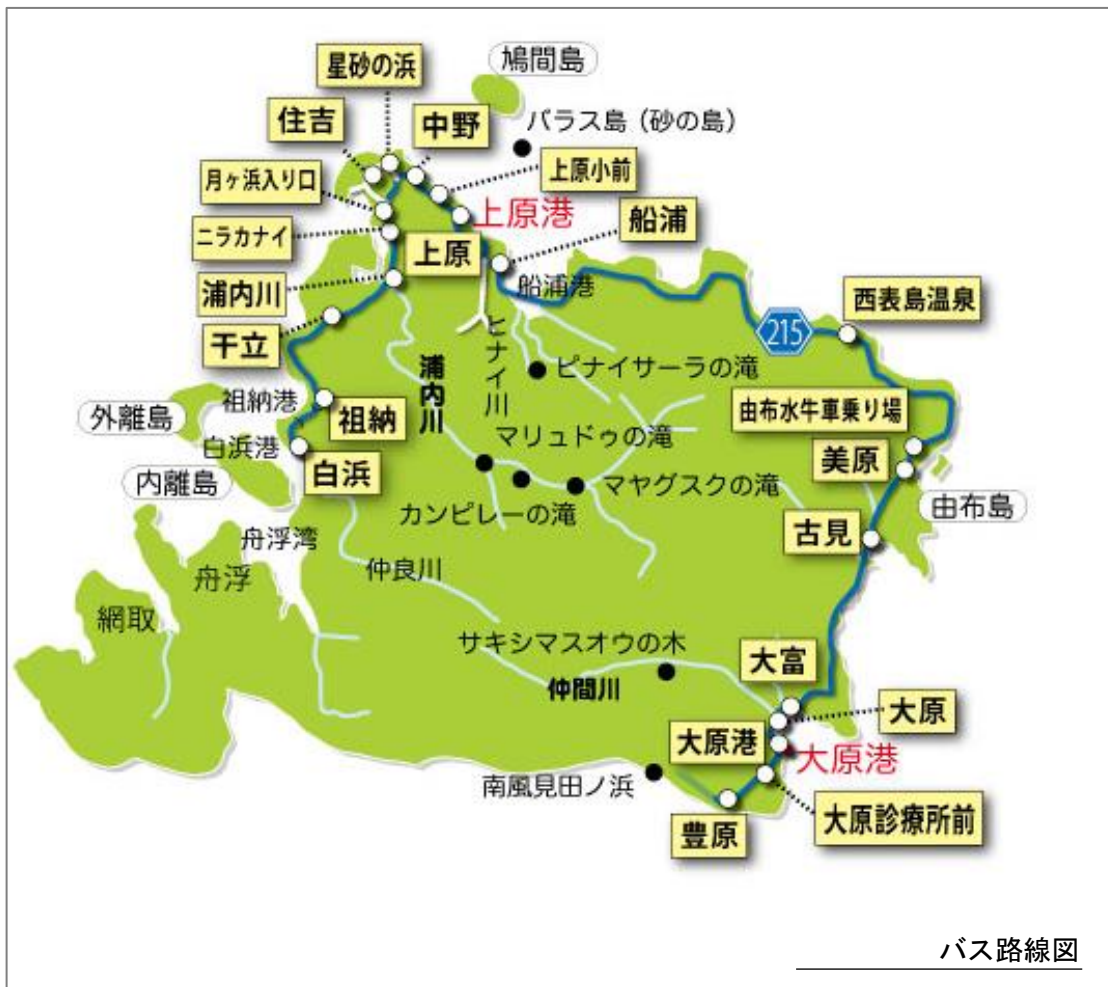 星砂の浜
鳩間島
住吉
中野
バラス島（砂の島）
月ヶ浜入り口
上原小前
ニラカナイ
上原港
船浦
上原
浦内川
船浦港
西表島温泉
干立
215
ヒナイ川
浦内川
ピナイサーラの滝
祖納港
祖納
外離島
由布水牛車乗り場
白浜港
マリュドゥの滝
美原
白浜
内離島
マヤグスクの滝
由布島
カンピレーの滝
古見
舟浮湾
舟浮
仲良川
網取
サキシマスオウの木
大富
仲間川
大原
大原港
大原港
南風見田ノ浜
大原診療所前
豊原
バス路線図